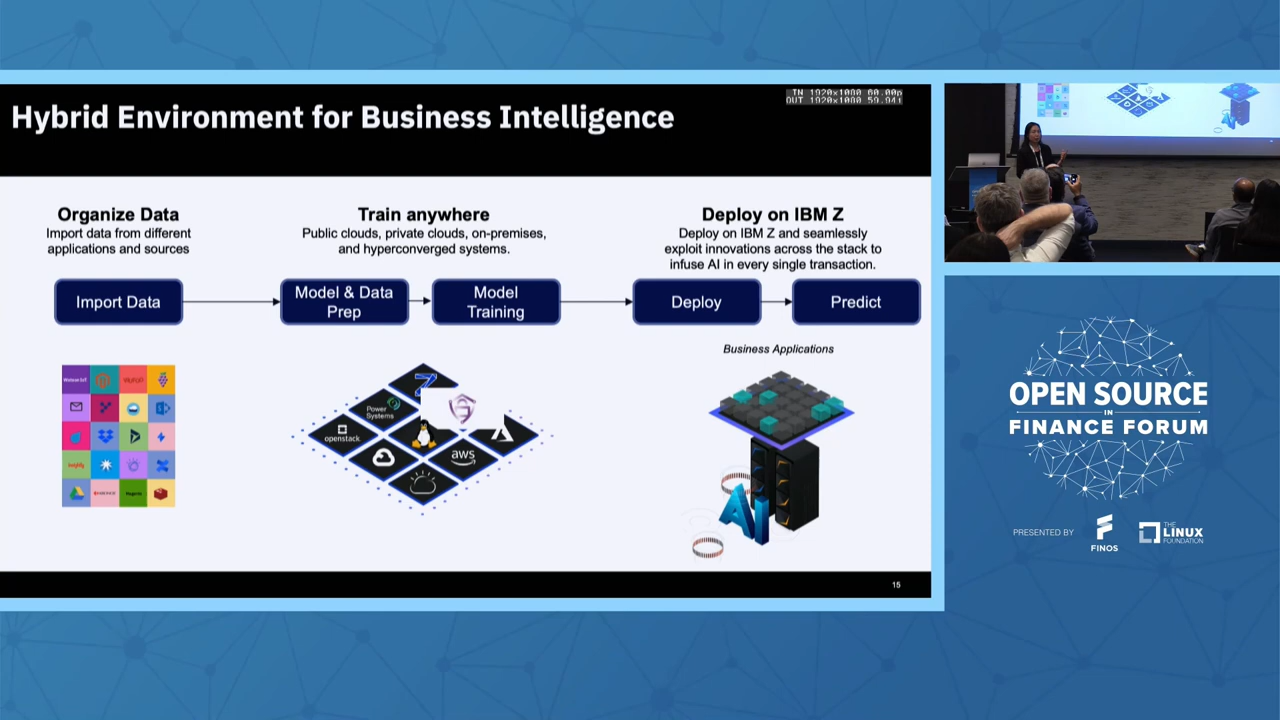 Hybrid Environment for Business Intelligence
IN 1920x1080 60.00p
OUT 1920x1080 59.94i
Organize Data
Import data from different
applications and sources
Train anywhere
Public clouds, private clouds, on-premises,
and hyperconverged systems.
Deploy on IBM Z
Deploy on IBM Z and seamlessly
exploit innovations across the stack to
infuse AI in every single transaction.
Import Data
Model & Data
Prep
Model
Training
Deploy
Predict
Business Applications
Z
Power
Systems
openstack
aws
AI
15
OPEN SOURCE
IN
FINANCE FORUM
PRESENTED BY
FINOS
THE
LINUX
FOUNDATION